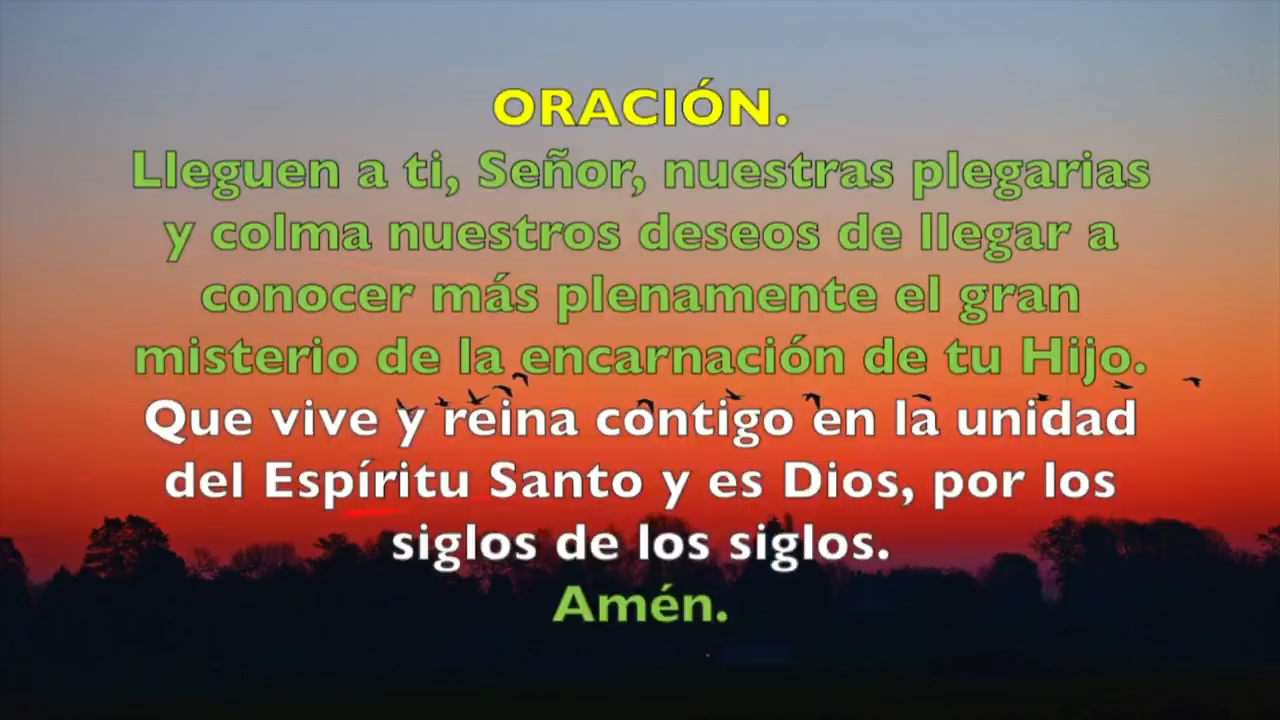 ORACIÓN.
Lleguen a ti, Señor, nuestras plegarias
y colma nuestros deseos de llegar a
conocer más plenamente el gran
misterio de la encarnación de tu Hijo.
Que vive y reina contigo en la unidad
del Espíritu Santo y es Dios, por los
siglos de los siglos.
Amén.